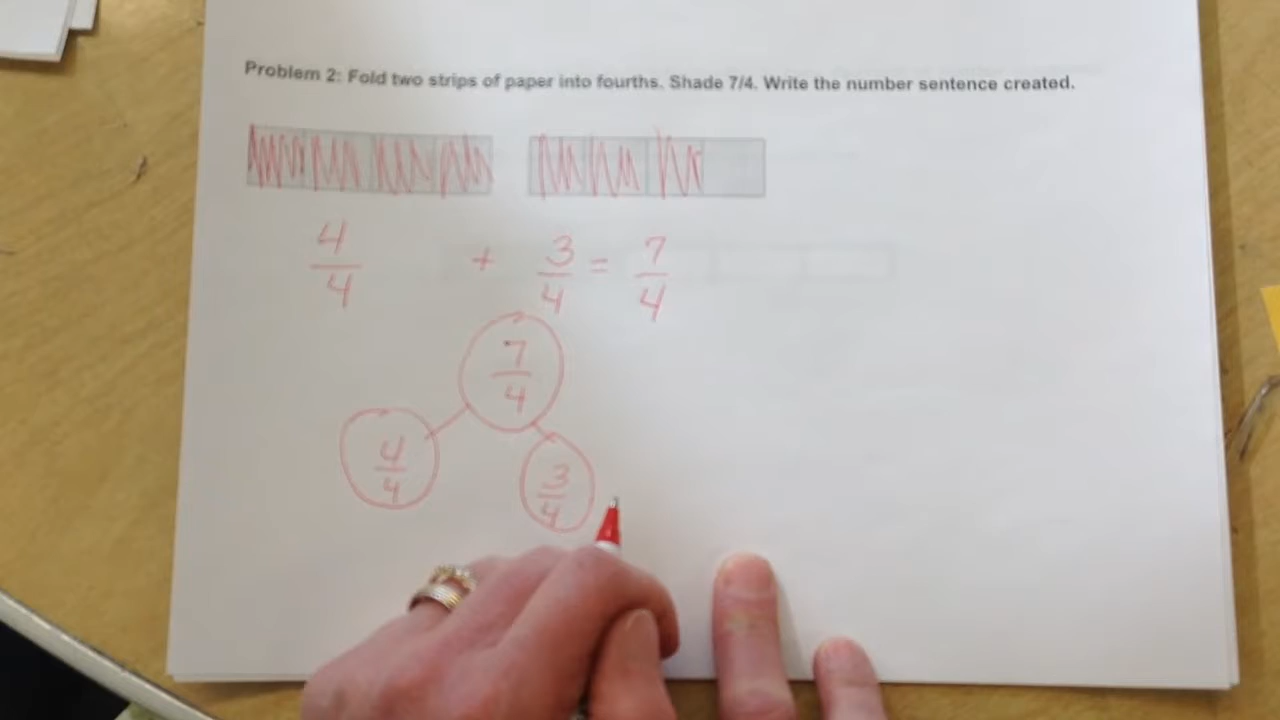 Problem 2: Fold two strips of paper into fourths. Shade 7/4. Write the number sentence created.
4/4 + 3/4 = 7/4
7/4
4/4 3/4